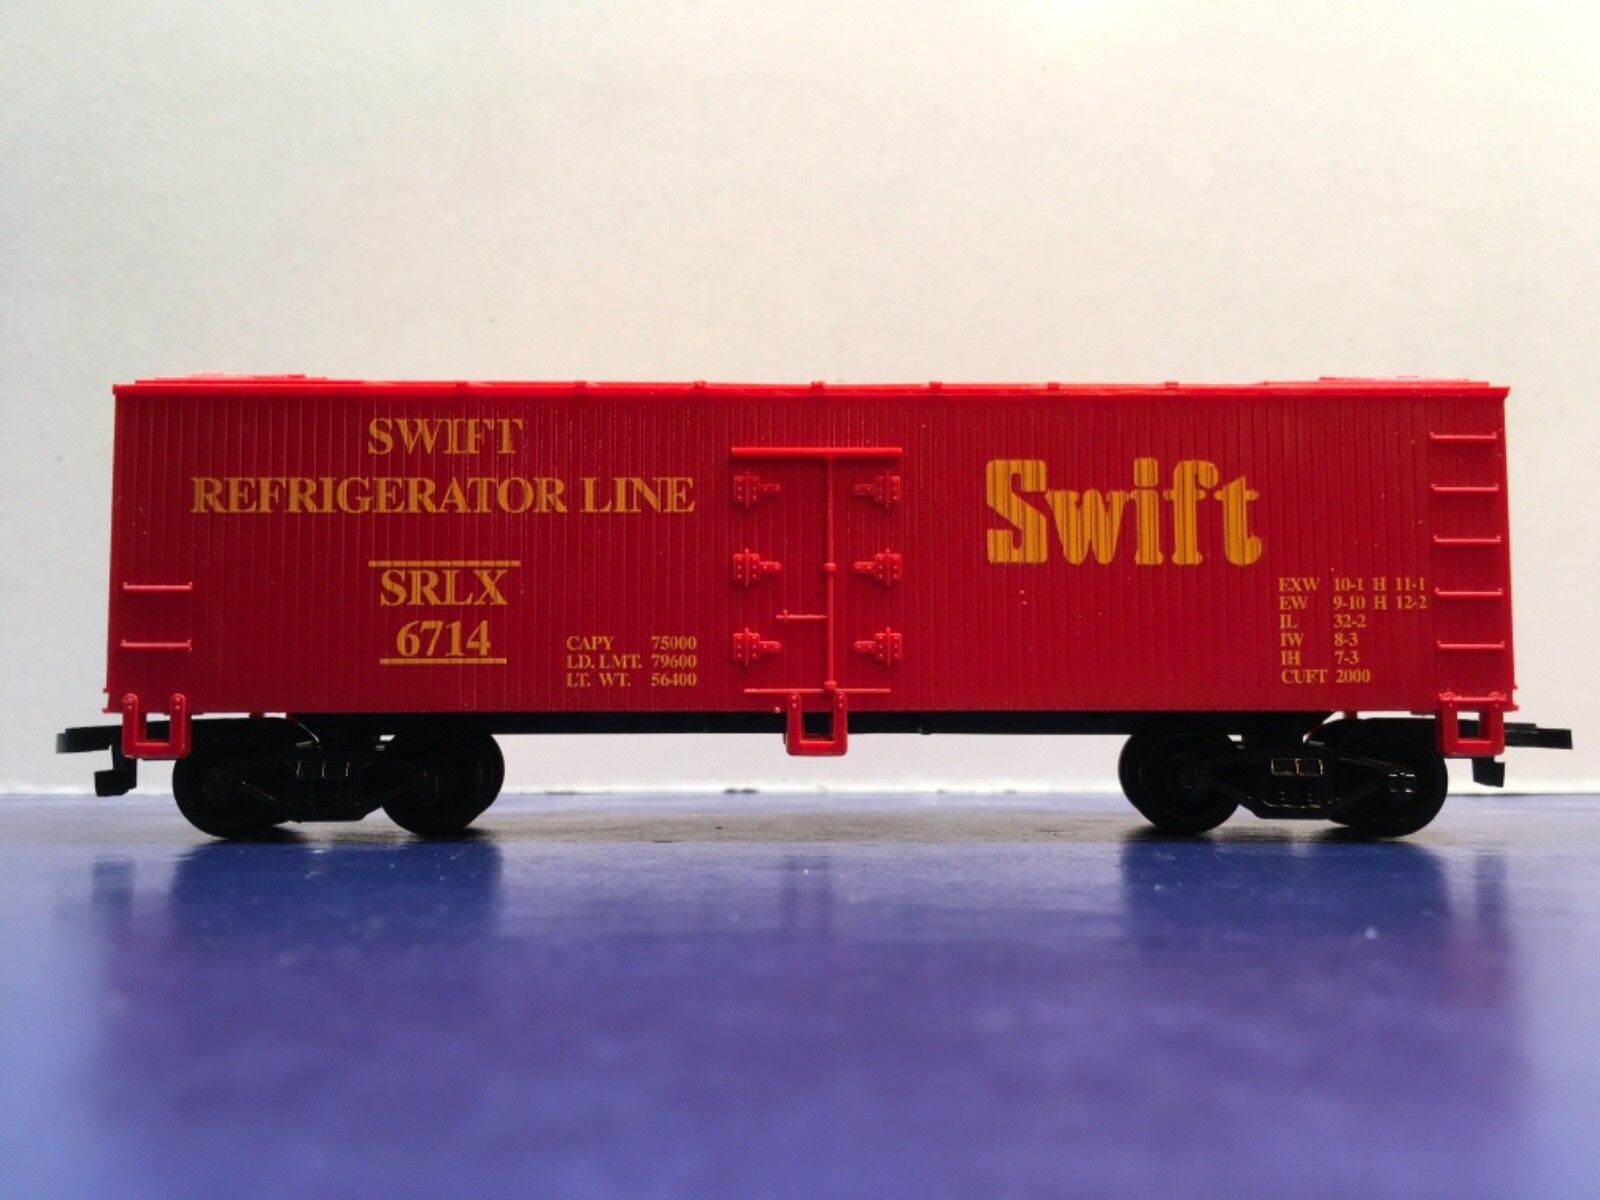 SWIFT
REFRIGERATOR LINE
SRLX
6714
CAPY 75000
LD. LMT. 79600
LT. WT. 56400
Swift
EXW 10-1 H 11-1
EW 9-10 H 12-2
IL 32-2
IW 8-3
IH 7-3
CUFT 2000